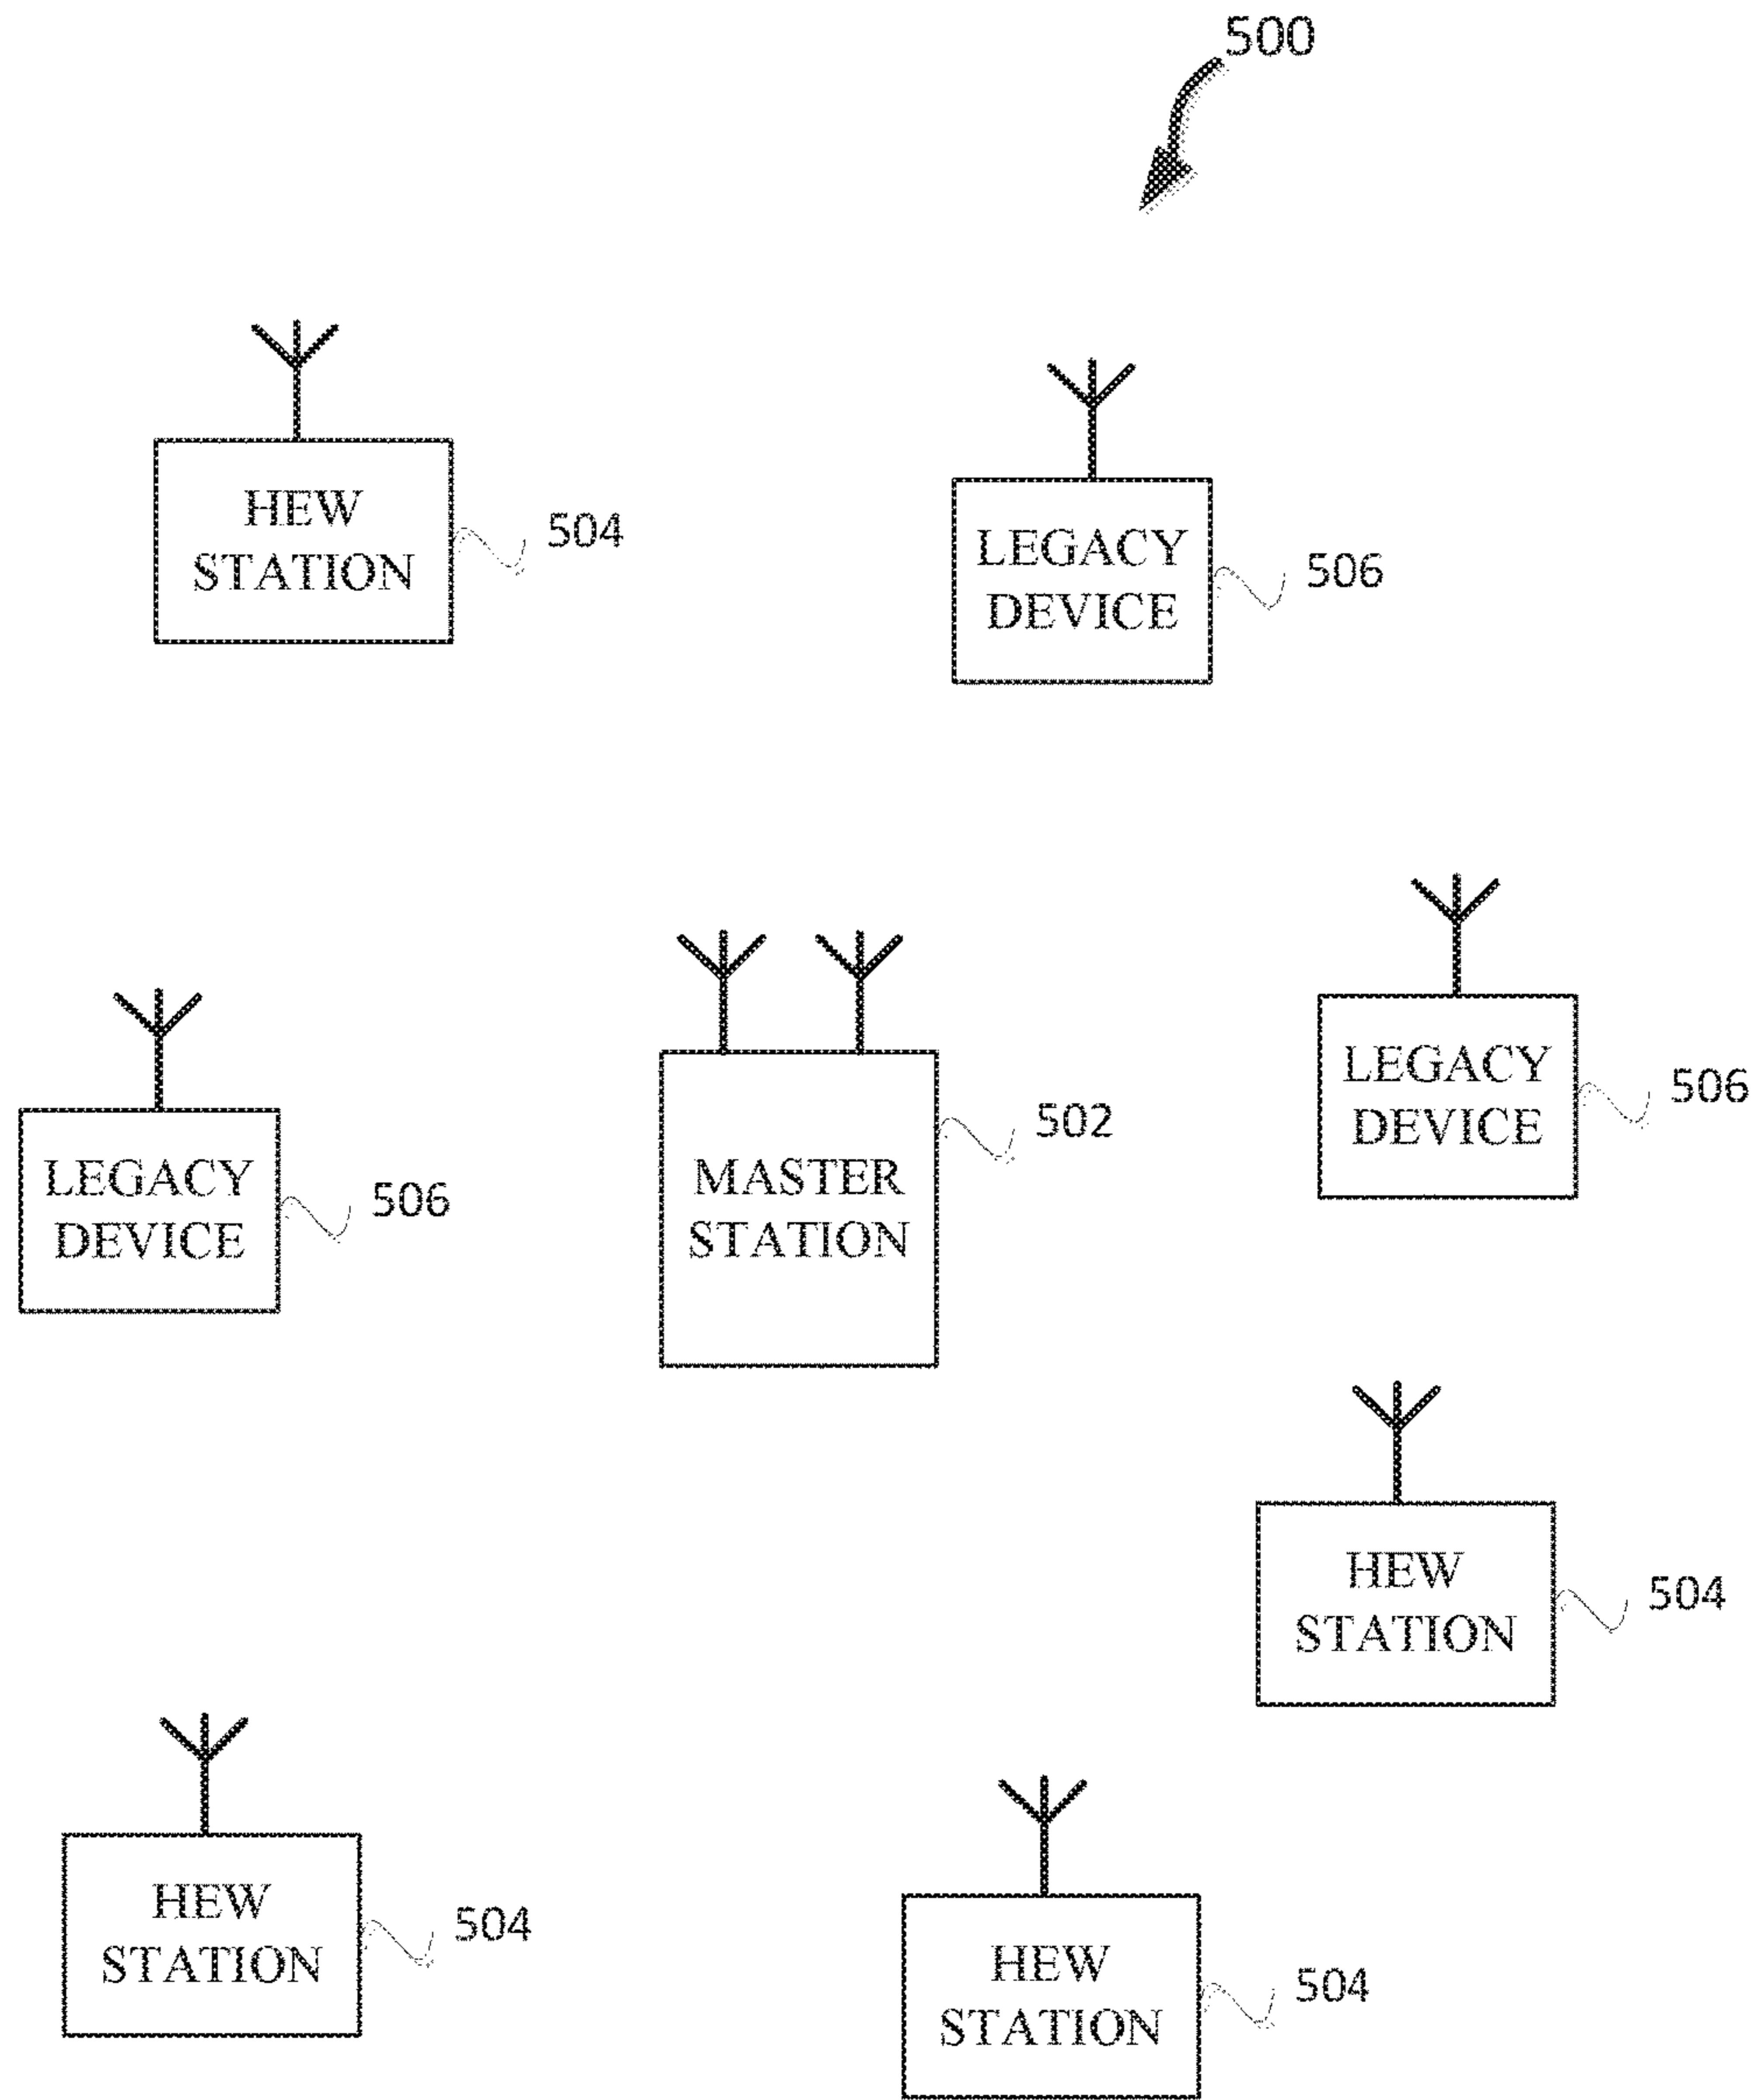 500
HEW
STATION
504
LEGACY
DEVICE
506
LEGACY
DEVICE
506
MASTER
STATION
502
LEGACY
DEVICE
506
HEW
STATION
504
HEW
STATION
504
HEW
STATION
504